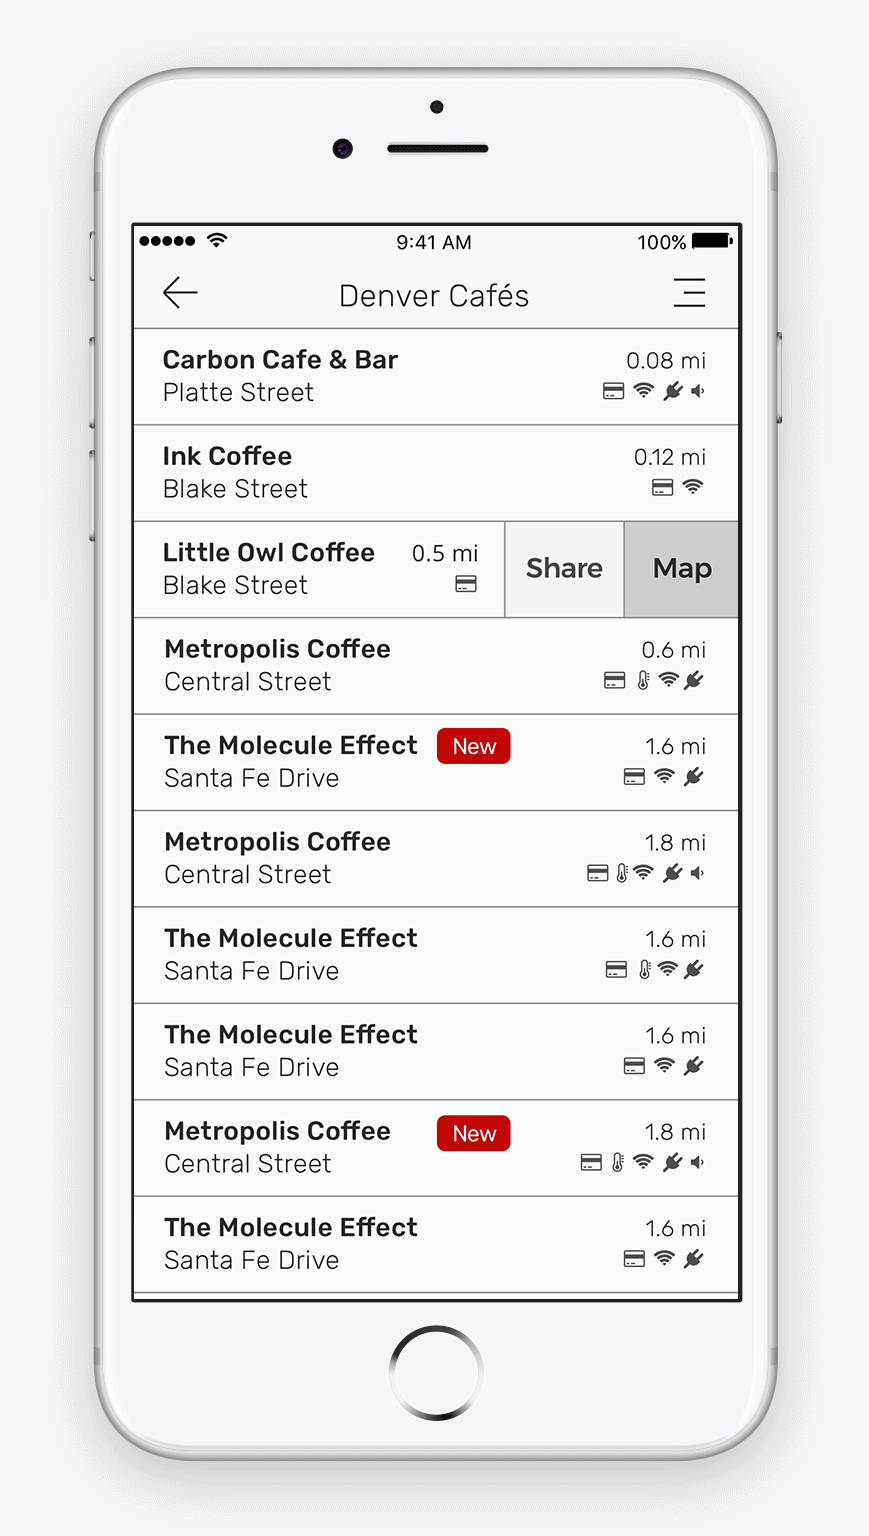 9:41 AM 100%
Denver Cafés
Carbon Cafe & Bar 0.08 mi
Platte Street
Ink Coffee 0.12 mi
Blake Street
Little Owl Coffee 0.5 mi Share Map
Blake Street
Metropolis Coffee 0.6 mi
Central Street
The Molecule Effect New 1.6 mi
Santa Fe Drive
Metropolis Coffee 1.8 mi
Central Street
The Molecule Effect 1.6 mi
Santa Fe Drive
The Molecule Effect 1.6 mi
Santa Fe Drive
Metropolis Coffee New 1.8 mi
Central Street
The Molecule Effect 1.6 mi
Santa Fe Drive